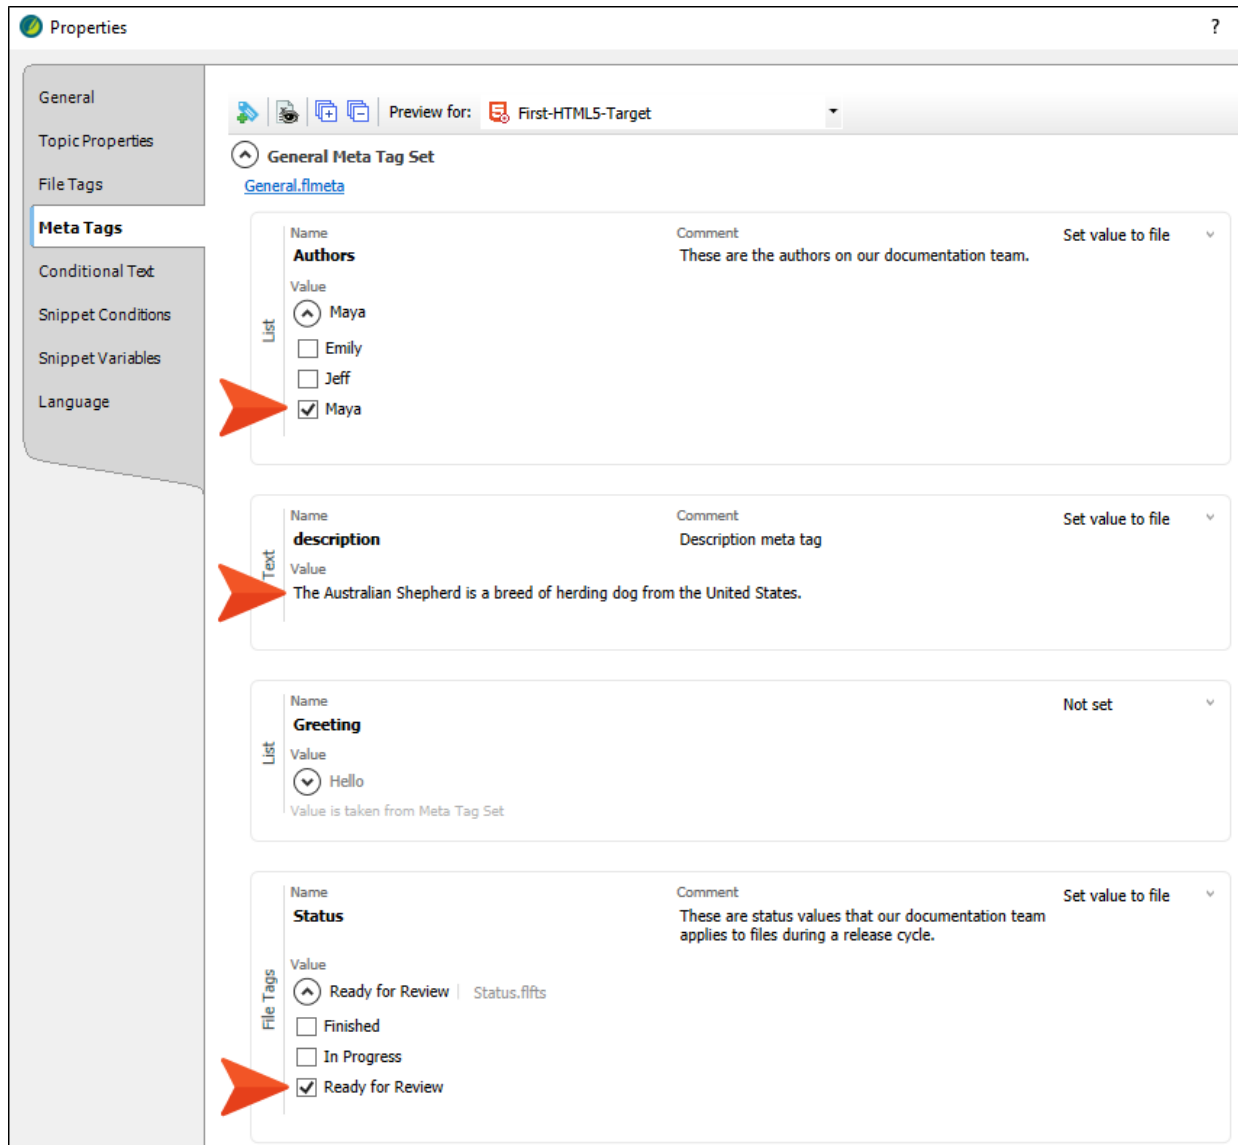 Properties
?
General
Topic Properties
File Tags
Meta Tags
Conditional Text
Snippet Conditions
Snippet Variables
Language
Preview for: First-HTML5-Target
General Meta Tag Set
General.flmeta
List
Name
Authors
Comment
These are the authors on our documentation team.
Set value to file
Value
Maya
Emily
Jeff
Maya
Text
Name
description
Comment
Description meta tag
Set value to file
Value
The Australian Shepherd is a breed of herding dog from the United States.
List
Name
Greeting
Not set
Value
Hello
Value is taken from Meta Tag Set
File Tags
Name
Status
Comment
These are status values that our documentation team
applies to files during a release cycle.
Set value to file
Value
Ready for Review Status.flfts
Finished
In Progress
Ready for Review